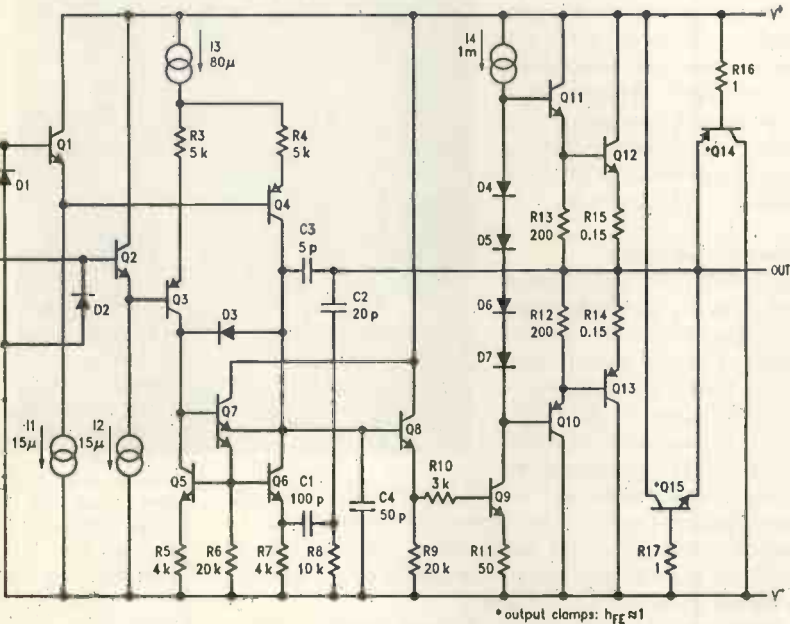 V+
I3
80µ
I4
1m
R16
1
Q11
*Q14
Q1
R3
5k
R4
5k
Q12
D1
Q4
D4
R13
200
R15
0.15
C3
5p
D5
Q2
OUT
D2
Q3
C2
20p
D6
R12
200
R14
0.15
D3
D7
Q7
Q8
Q13
Q10
I1
15µ
I2
15µ
R10
3k
*Q15
Q5
Q6
C1
100p
C4
50p
Q9
R5
4k
R6
20k
R7
4k
R8
10k
R9
20k
R11
50
R17
1
V-
* output clamps: hFE≈1